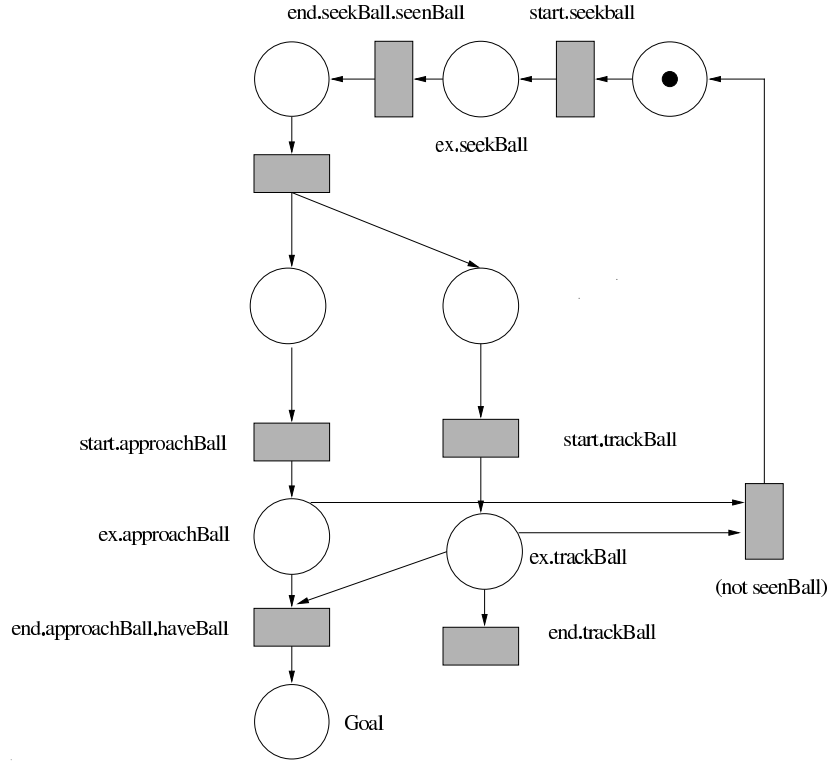 end.seekBall.seenBall
start.seekball
ex.seekBall
start.approachBall
start.trackBall
ex.approachBall
ex.trackBall
(not seenBall)
end.approachBall.haveBall
end.trackBall
Goal